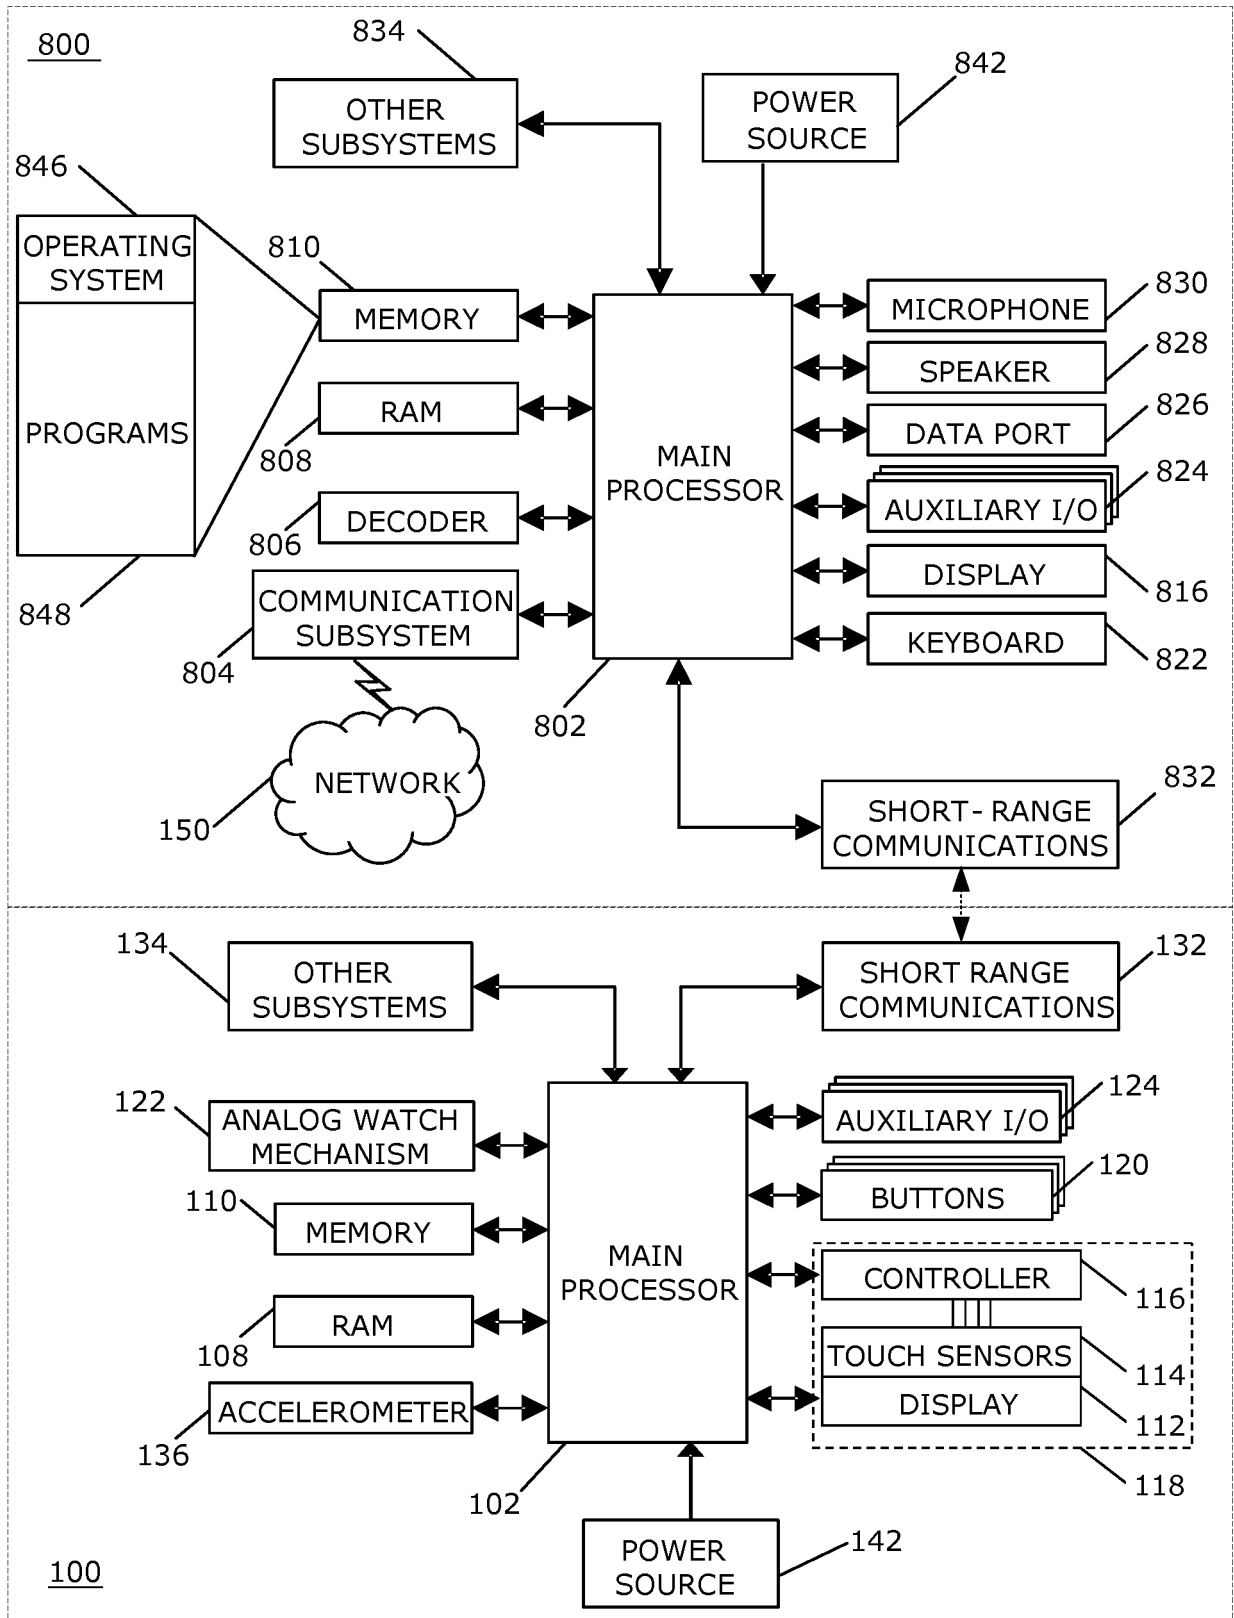 800
834
OTHER
SUBSYSTEMS
POWER
SOURCE
842
846
OPERATING
SYSTEM
PROGRAMS
848
810
MEMORY
RAM
808
DECODER
806
COMMUNICATION
SUBSYSTEM
804
NETWORK
150
MAIN
PROCESSOR
802
MICROPHONE
830
SPEAKER
828
DATA PORT
826
AUXILIARY I/O
824
DISPLAY
816
KEYBOARD
822
SHORT-RANGE
COMMUNICATIONS
832
134
OTHER
SUBSYSTEMS
SHORT RANGE
COMMUNICATIONS
132
122
ANALOG WATCH
MECHANISM
110
MEMORY
RAM
108
ACCELEROMETER
136
MAIN
PROCESSOR
102
AUXILIARY I/O
124
BUTTONS
120
CONTROLLER
116
TOUCH SENSORS
114
DISPLAY
112
118
POWER
SOURCE
142
100